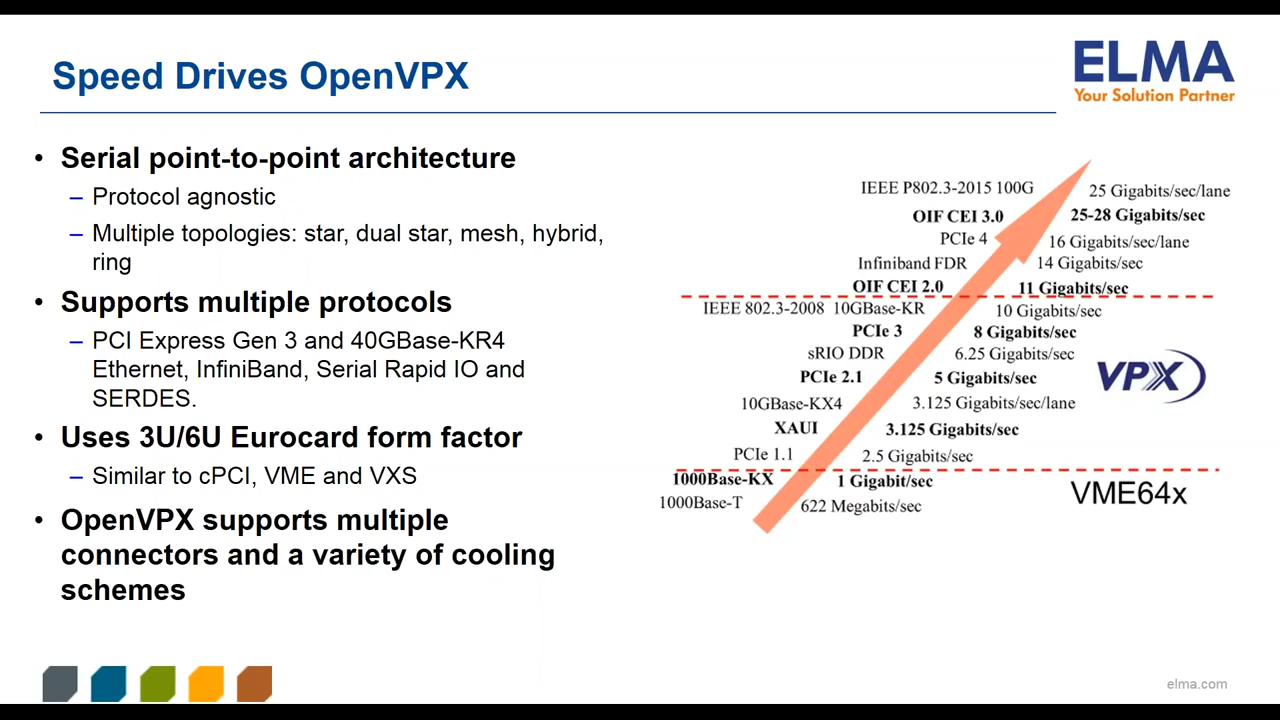 Speed Drives OpenVPX
ELMA
Your Solution Partner
• Serial point-to-point architecture
– Protocol agnostic
– Multiple topologies: star, dual star, mesh, hybrid,
ring
• Supports multiple protocols
– PCI Express Gen 3 and 40GBase-KR4
Ethernet, InfiniBand, Serial Rapid IO and
SERDES.
• Uses 3U/6U Eurocard form factor
– Similar to cPCI, VME and VXS
• OpenVPX supports multiple
connectors and a variety of cooling
schemes
IEEE P802.3-2015 100G 25 Gigabits/sec/lane
OIF CEI 3.0 25-28 Gigabits/sec
PCIe 4 16 Gigabits/sec/lane
Infiniband FDR 14 Gigabits/sec
OIF CEI 2.0 11 Gigabits/sec
IEEE 802.3-2008 10GBase-KR 10 Gigabits/sec
PCIe 3 8 Gigabits/sec
sRIO DDR 6.25 Gigabits/sec
PCIe 2.1 5 Gigabits/sec
VPX
10GBase-KX4 3.125 Gigabits/sec/lane
XAUI 3.125 Gigabits/sec
PCIe 1.1 2.5 Gigabits/sec
1000Base-KX 1 Gigabit/sec
VME64x
1000Base-T 622 Megabits/sec
elma.com